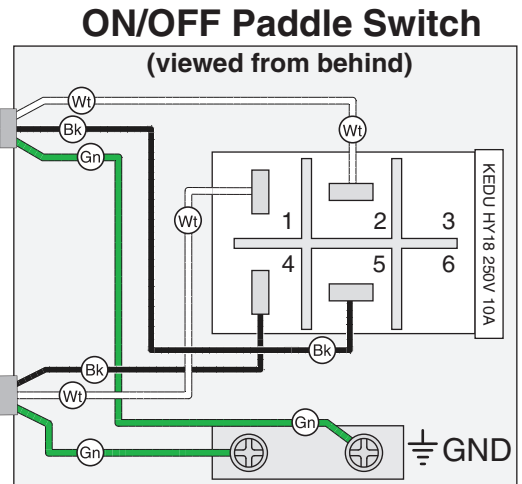 ON/OFF Paddle Switch
(viewed from behind)
Wt
Bk
Wt
Gn
Wt
1 2 3
4 5 6
KEDU HY18 250V 10A
Bk
Bk
Wt
Gn
Gn
GND